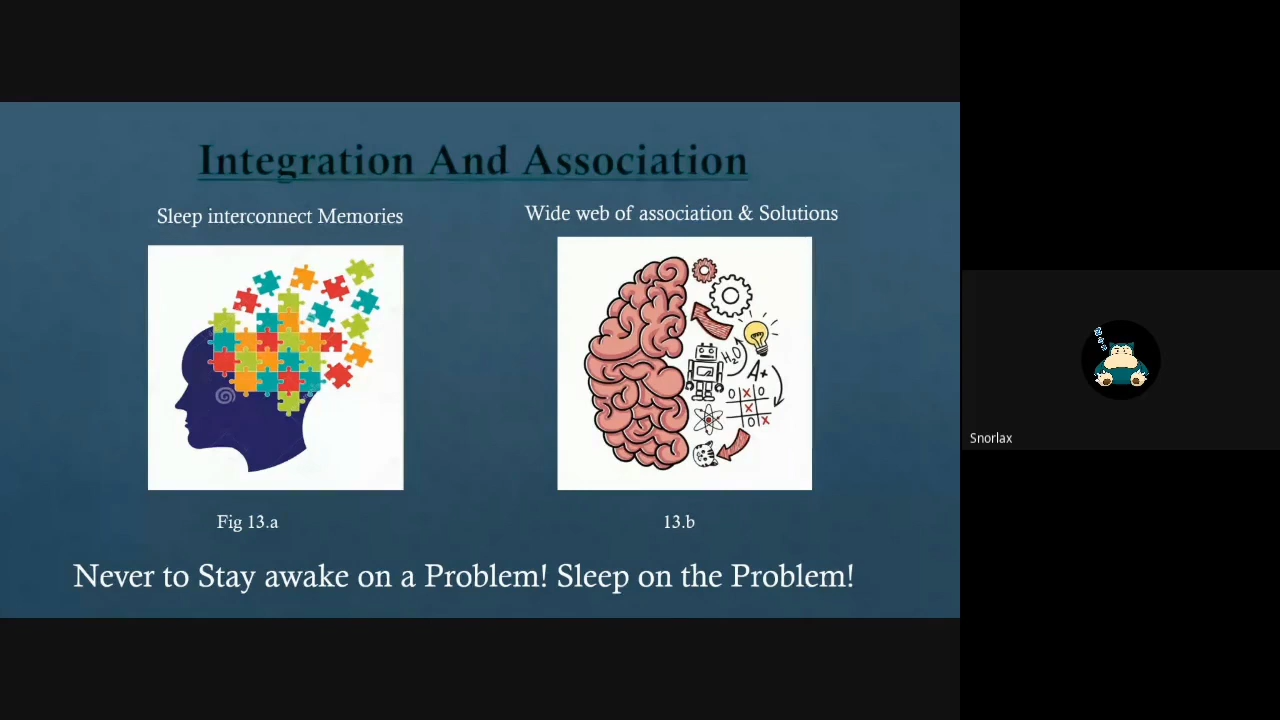 Integration And Association
Sleep interconnect Memories
Wide web of association & Solutions
H₂O
A+
O X O
X
O X
Fig 13.a
13.b
Never to Stay awake on a Problem! Sleep on the Problem!
Snorlax